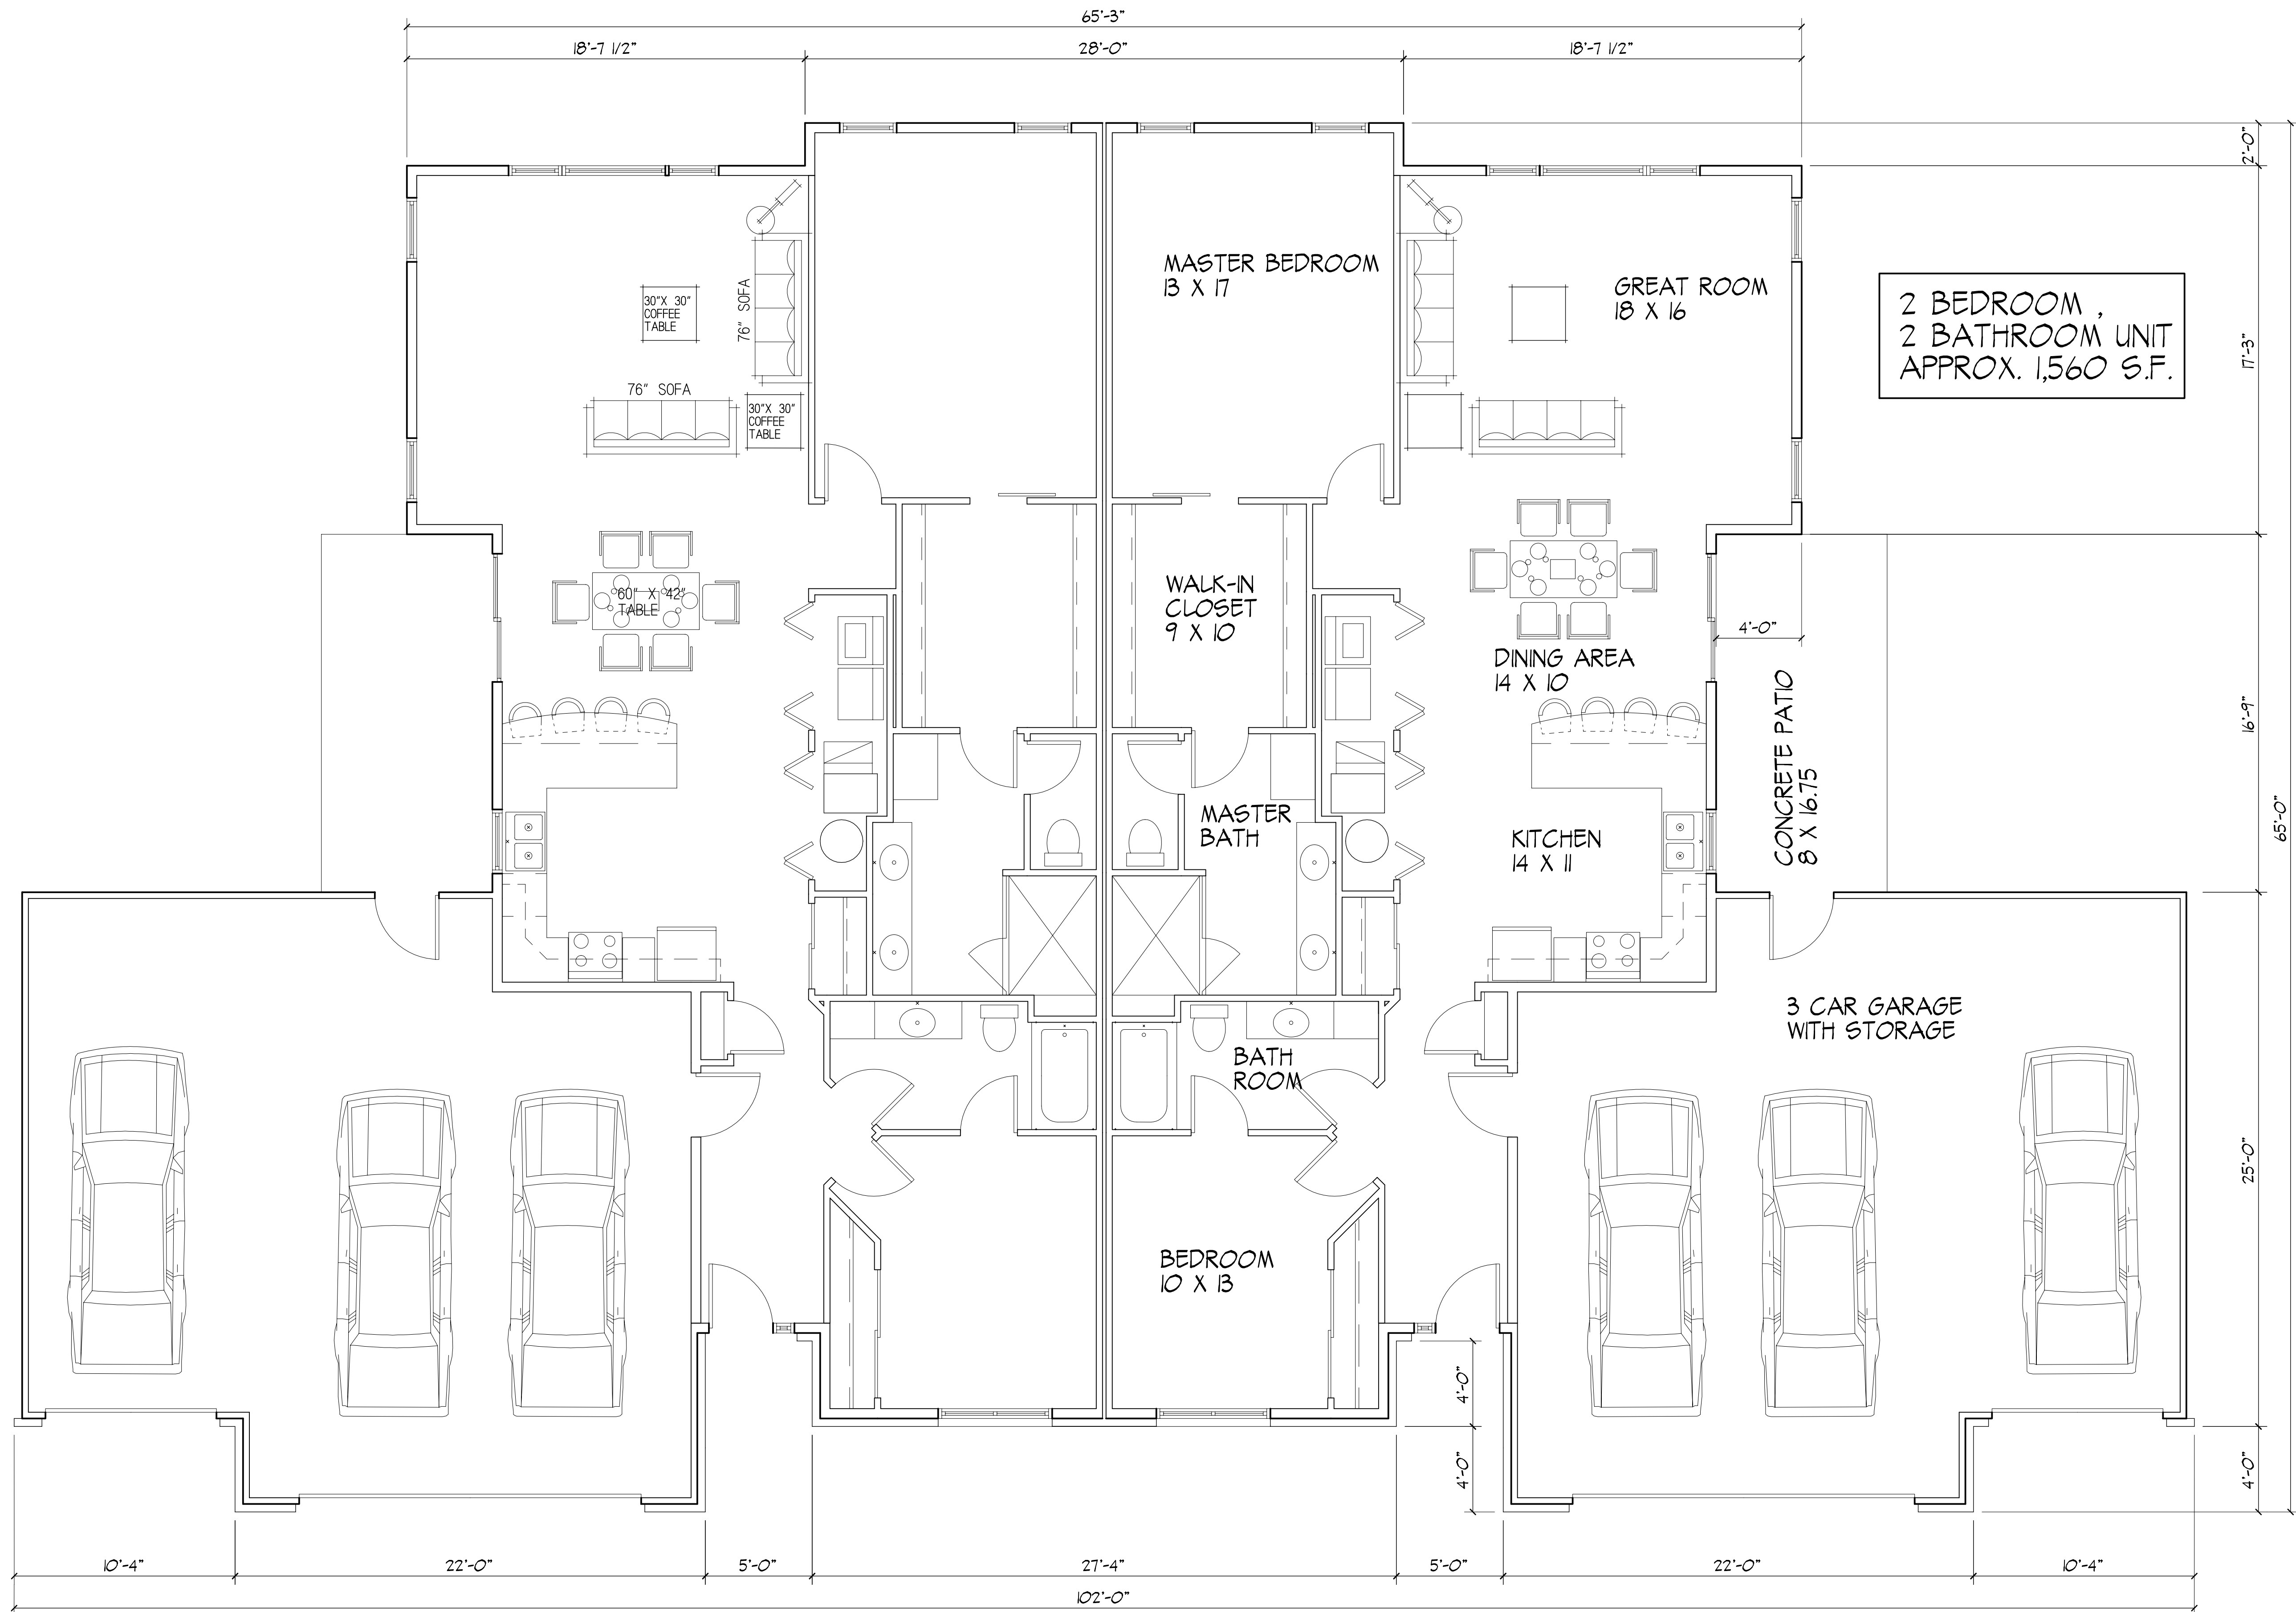 65'-3"
18'-7 1/2"
28'-0"
18'-7 1/2"
2'-0"
MASTER BEDROOM
13 X 17
GREAT ROOM
18 X 16
2 BEDROOM ,
2 BATHROOM UNIT
APPROX. 1,560 S.F.
30"X 30"
COFFEE
TABLE
76" SOFA
76" SOFA
30"X 30"
COFFEE
TABLE
17'-3"
60" X 42"
TABLE
WALK-IN
CLOSET
9 X 10
DINING AREA
14 X 10
4'-0"
CONCRETE PATIO
8 X 16.75
16'-9"
65'-0"
MASTER
BATH
KITCHEN
14 X 11
3 CAR GARAGE
WITH STORAGE
BATH
ROOM
25'-0"
BEDROOM
10 X 13
4'-0"
4'-0"
4'-0"
10'-4"
22'-0"
5'-0"
27'-4"
5'-0"
22'-0"
10'-4"
102'-0"